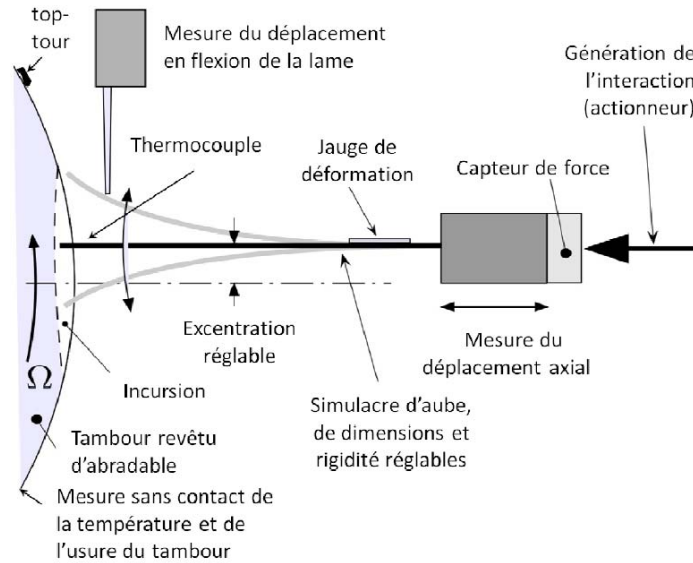 top-
tour
Mesure du déplacement
en flexion de la lame
Génération de
l'interaction
(actionneur)
Thermocouple
Jauge de
déformation
Capteur de force
Excentration
réglable
Mesure du
déplacement axial
Ω
Incursion
Simulacre d'aube,
de dimensions et
rigidité réglables
Tambour revêtu
d'abradable
Mesure sans contact de
la température et de
l'usure du tambour